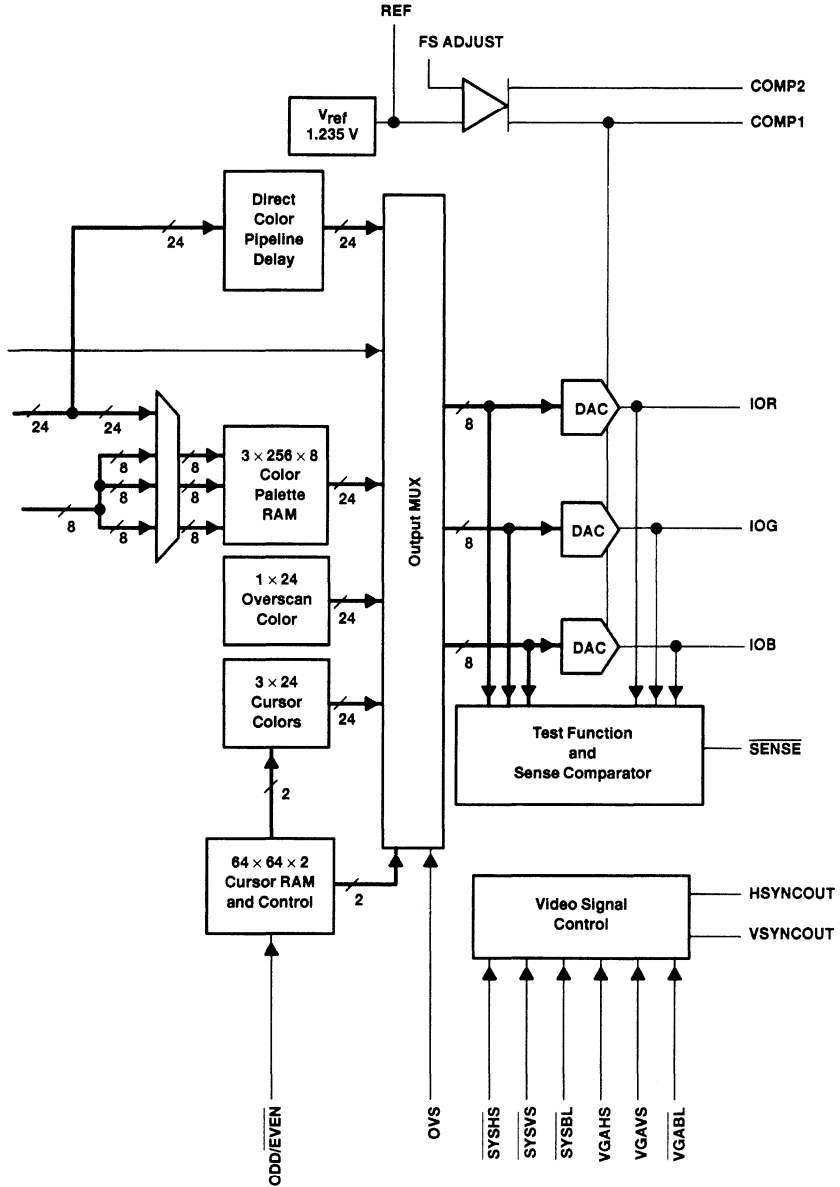 REF
FS ADJUST
Vref
1.235 V
COMP2
COMP1
Direct
Color
Pipeline
Delay
24
24
24
24
8
8
8
8
8
8
8
3 × 256 × 8
Color
Palette
RAM
24
1 × 24
Overscan
Color
24
3 × 24
Cursor
Colors
24
2
64 × 64 × 2
Cursor RAM
and Control
2
Output MUX
8
DAC
IOR
8
DAC
IOG
8
DAC
IOB
Test Function
and
Sense Comparator
SENSE
Video Signal
Control
HSYNCOUT
VSYNCOUT
ODD/EVEN
OVS
SYSHS
SYSVS
SYSBL
VGAHS
VGAVS
VGABL